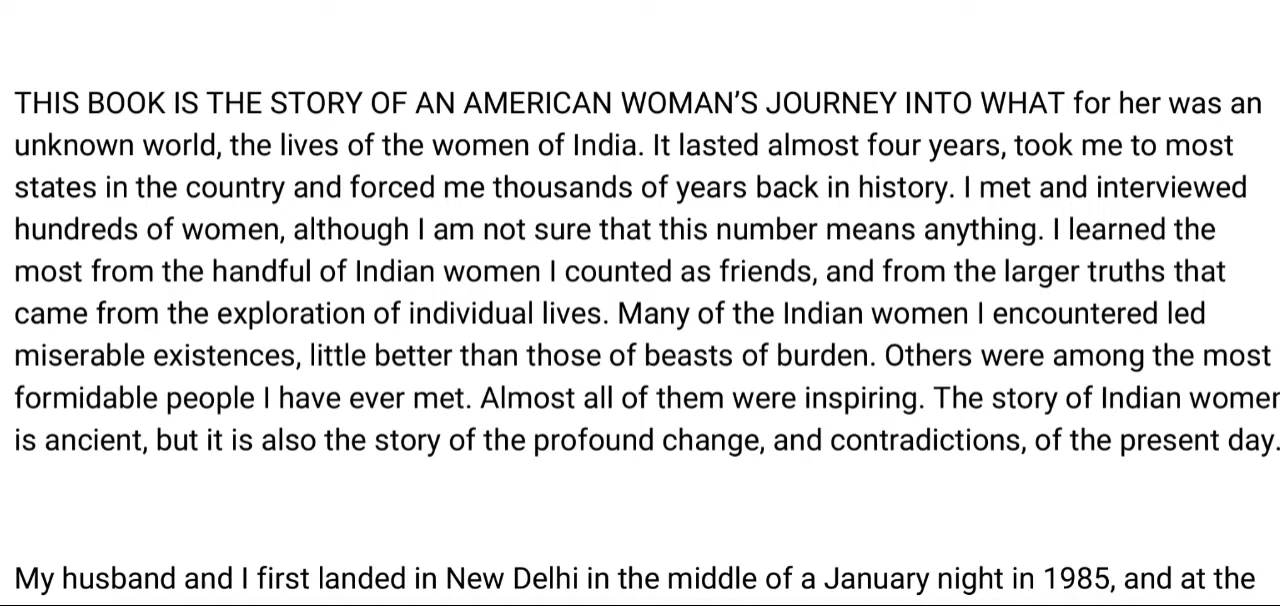 THIS BOOK IS THE STORY OF AN AMERICAN WOMAN’S JOURNEY INTO WHAT for her was an
unknown world, the lives of the women of India. It lasted almost four years, took me to most
states in the country and forced me thousands of years back in history. I met and interviewed
hundreds of women, although I am not sure that this number means anything. I learned the
most from the handful of Indian women I counted as friends, and from the larger truths that
came from the exploration of individual lives. Many of the Indian women I encountered led
miserable existences, little better than those of beasts of burden. Others were among the most
formidable people I have ever met. Almost all of them were inspiring. The story of Indian women
is ancient, but it is also the story of the profound change, and contradictions, of the present day.
My husband and I first landed in New Delhi in the middle of a January night in 1985, and at the